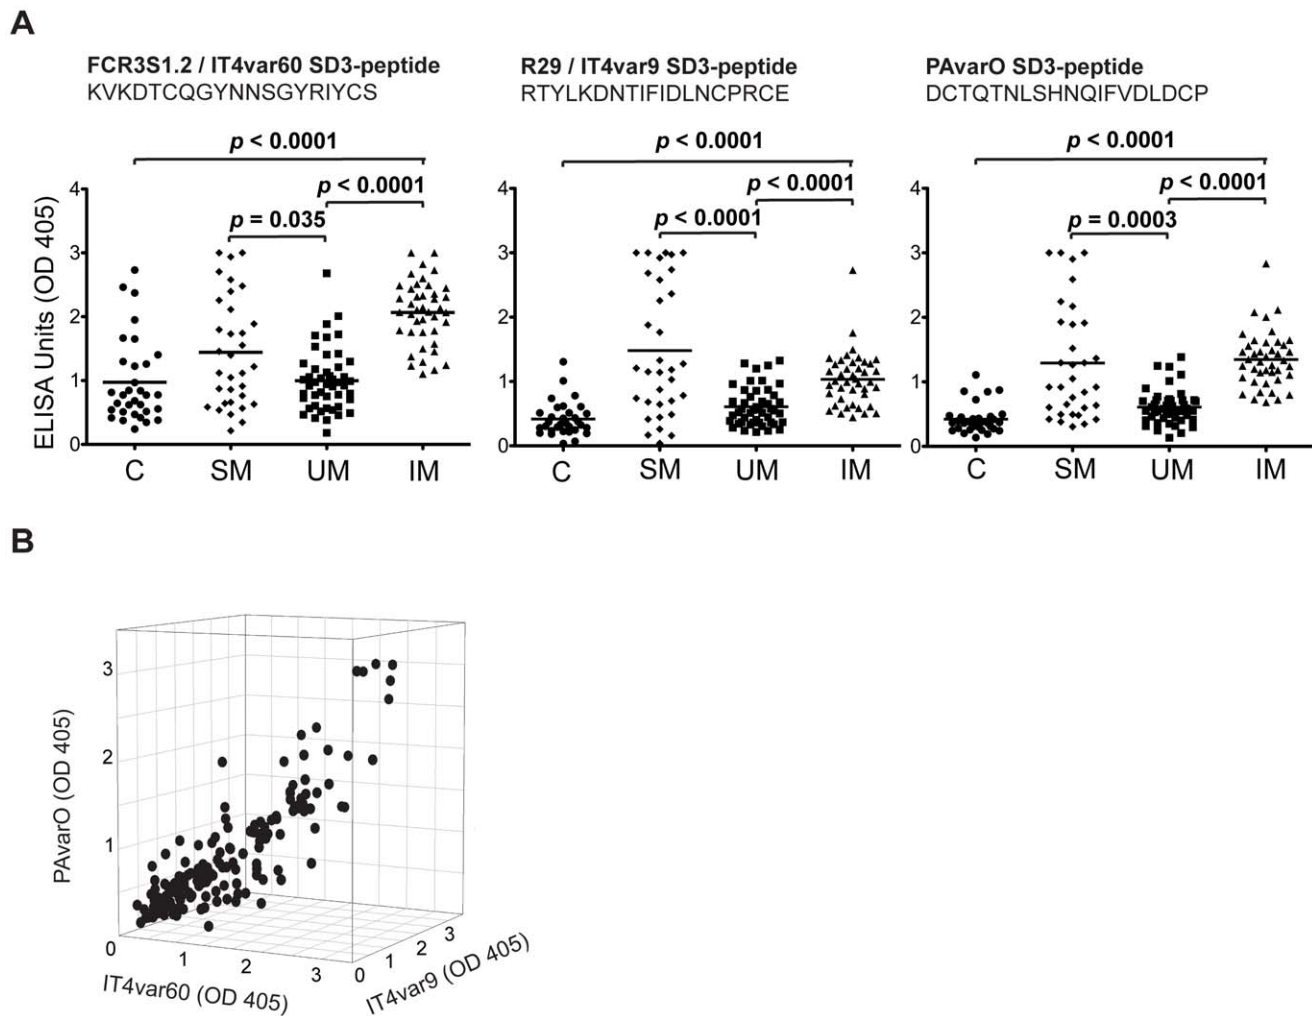 A
FCR3S1.2 / IT4var60 SD3-peptide
KVKDTCQGYNNSGYRIYCS
R29 / IT4var9 SD3-peptide
RTYLKDNTIFIDLNCPRCE
PAvarO SD3-peptide
DCTQTNLSHNQIFVDLDCP
p < 0.0001
p < 0.0001
p = 0.035
p < 0.0001
p < 0.0001
p < 0.0001
p < 0.0001
p < 0.0001
p = 0.0003
ELISA Units (OD 405)
4
3
2
1
0
C SM UM IM
4
3
2
1
0
C SM UM IM
4
3
2
1
0
C SM UM IM
B
PAvarO (OD 405)
3
2
1
0
1
2
3
IT4var60 (OD 405)
0
1
2
3
IT4var9 (OD 405)